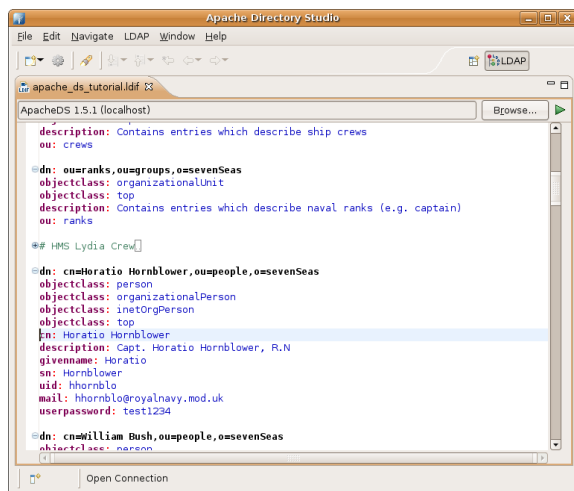 Apache Directory Studio
File Edit Navigate LDAP Window Help
LDAP
apache_ds_tutorial.ldif
ApacheDS 1.5.1 (localhost)
Browse...
description: Contains entries which describe ship crews
ou: crews
dn: ou=ranks,ou=groups,o=sevenSeas
objectclass: organizationalUnit
objectclass: top
description: Contains entries which describe naval ranks (e.g. captain)
ou: ranks
# HMS Lydia Crew
dn: cn=Horatio Hornblower,ou=people,o=sevenSeas
objectclass: person
objectclass: organizationalPerson
objectclass: inetOrgPerson
objectclass: top
cn: Horatio Hornblower
description: Capt. Horatio Hornblower, R.N
givenname: Horatio
sn: Hornblower
uid: hhornblo
mail: hhornblo@royalnavy.mod.uk
userpassword: test1234
dn: cn=William Bush,ou=people,o=sevenSeas
objectclass: person
Open Connection